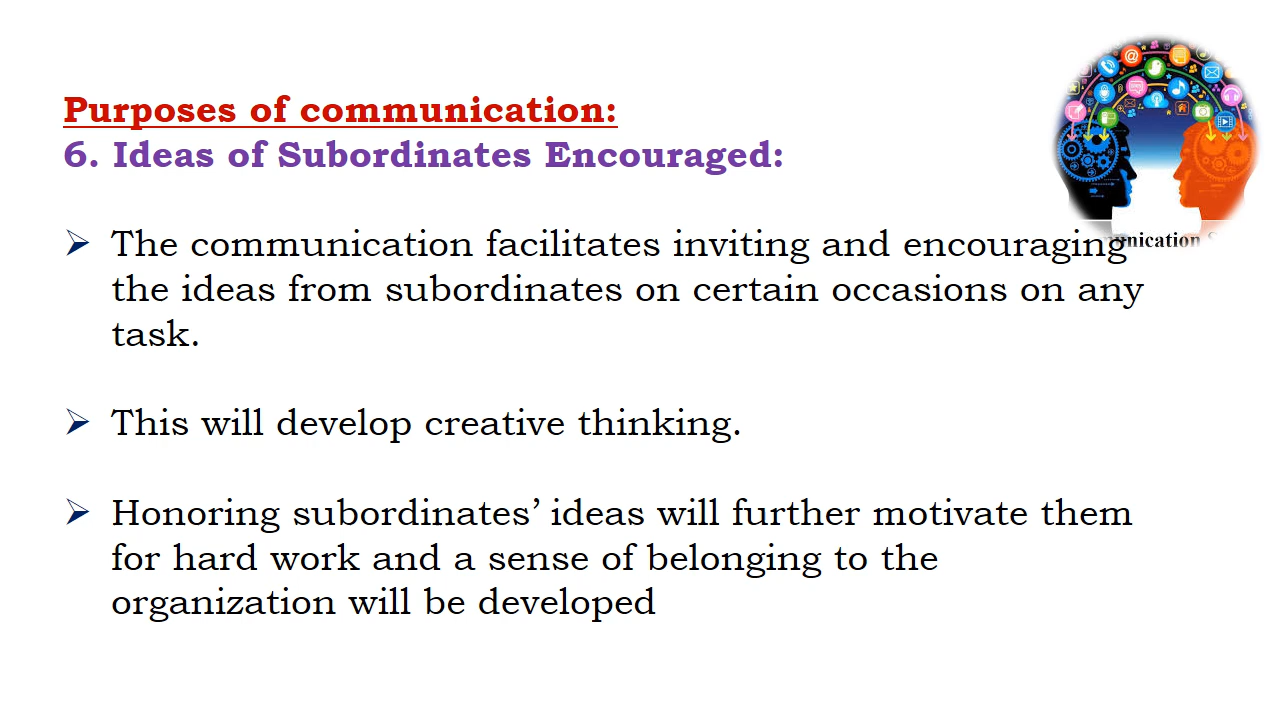 Purposes of communication:
6. Ideas of Subordinates Encouraged:
➢ The communication facilitates inviting and encouraging
the ideas from subordinates on certain occasions on any
task.
➢ This will develop creative thinking.
➢ Honoring subordinates’ ideas will further motivate them
for hard work and a sense of belonging to the
organization will be developed